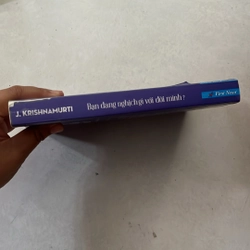 J. KRISHNAMURTI
Bạn đang nghịch gì với đời mình?